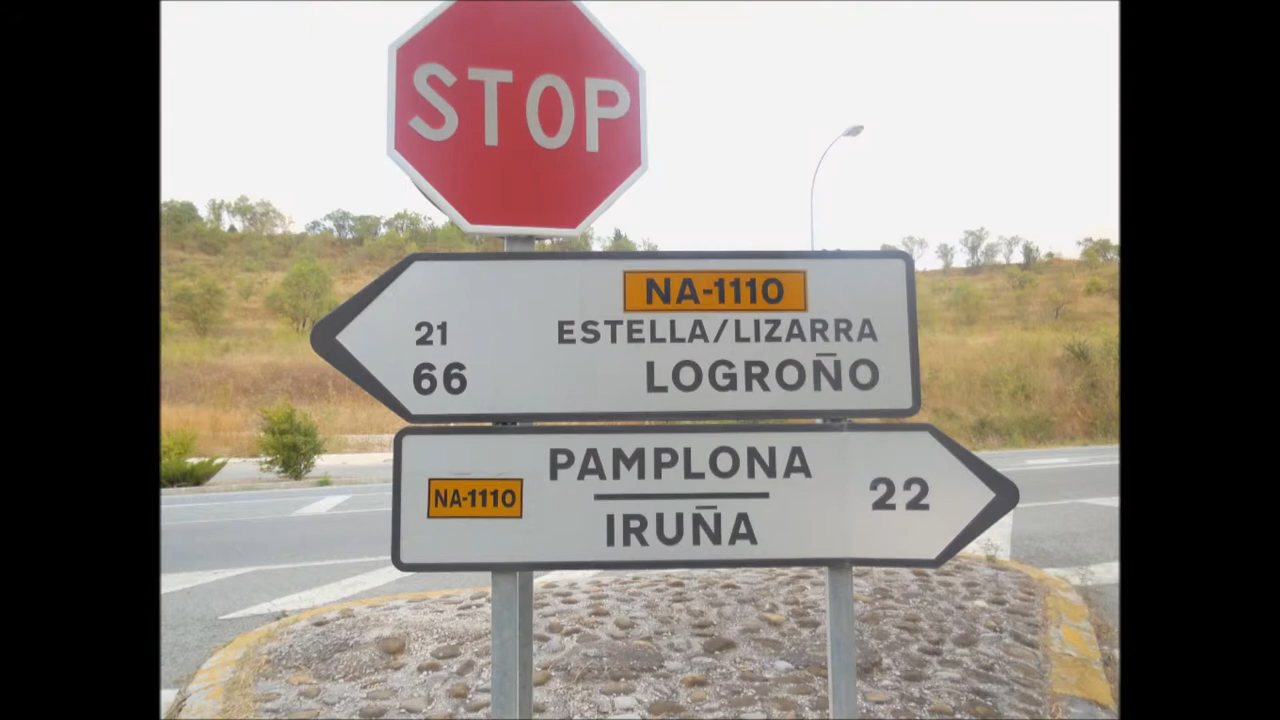 STOP
NA-1110
21 ESTELLA/LIZARRA
66 LOGROÑO
PAMPLONA
NA-1110 22
IRUÑA